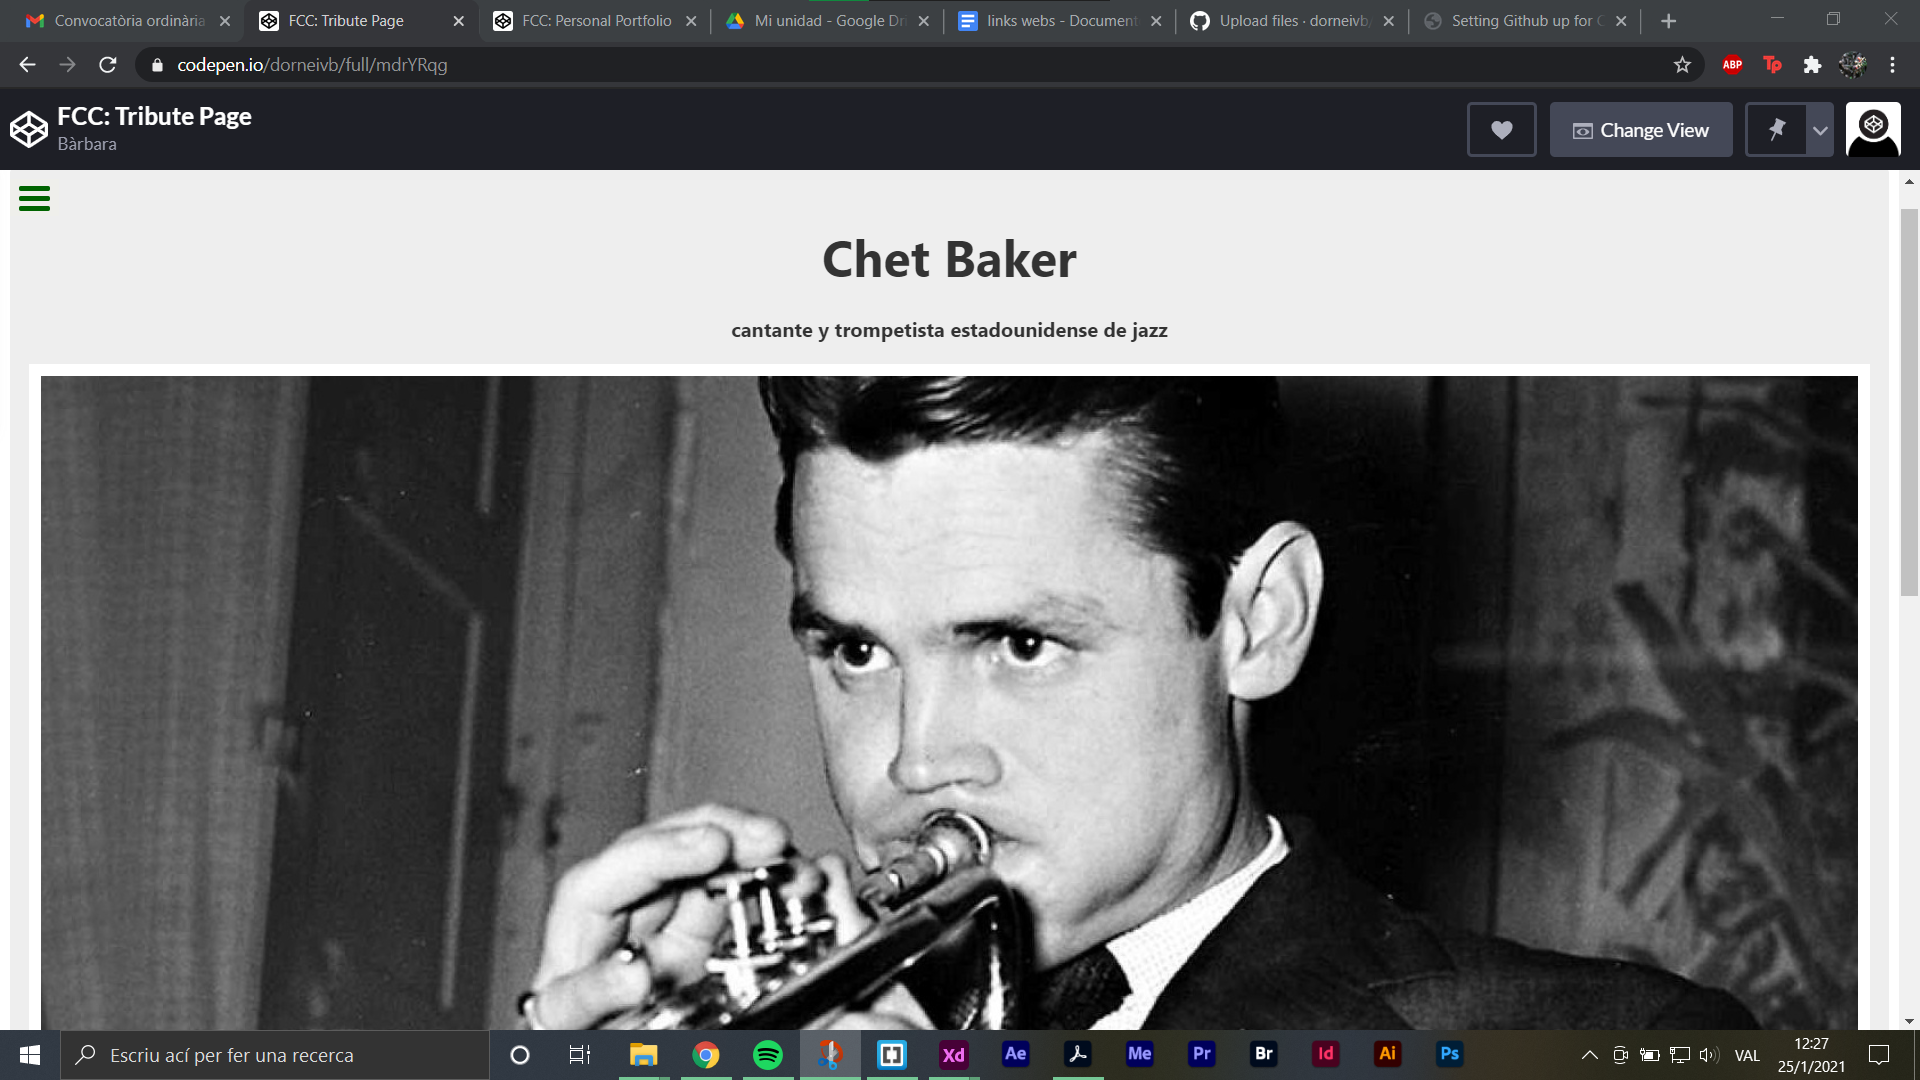 Convocatòria ordinària
FCC: Tribute Page
FCC: Personal Portfolio
Mi unidad - Google Dri
links webs - Document
Upload files · dorneivb/
Setting Github up for C
codepen.io/dorneivb/full/mdrYRqg
ABP
Tp
FCC: Tribute Page
Bàrbara
Change View
Chet Baker
cantante y trompetista estadounidense de jazz
Escriu ací per fer una recerca
Xd
Ae
Me
Pr
Br
Id
Ai
Ps
VAL
12:27
25/1/2021